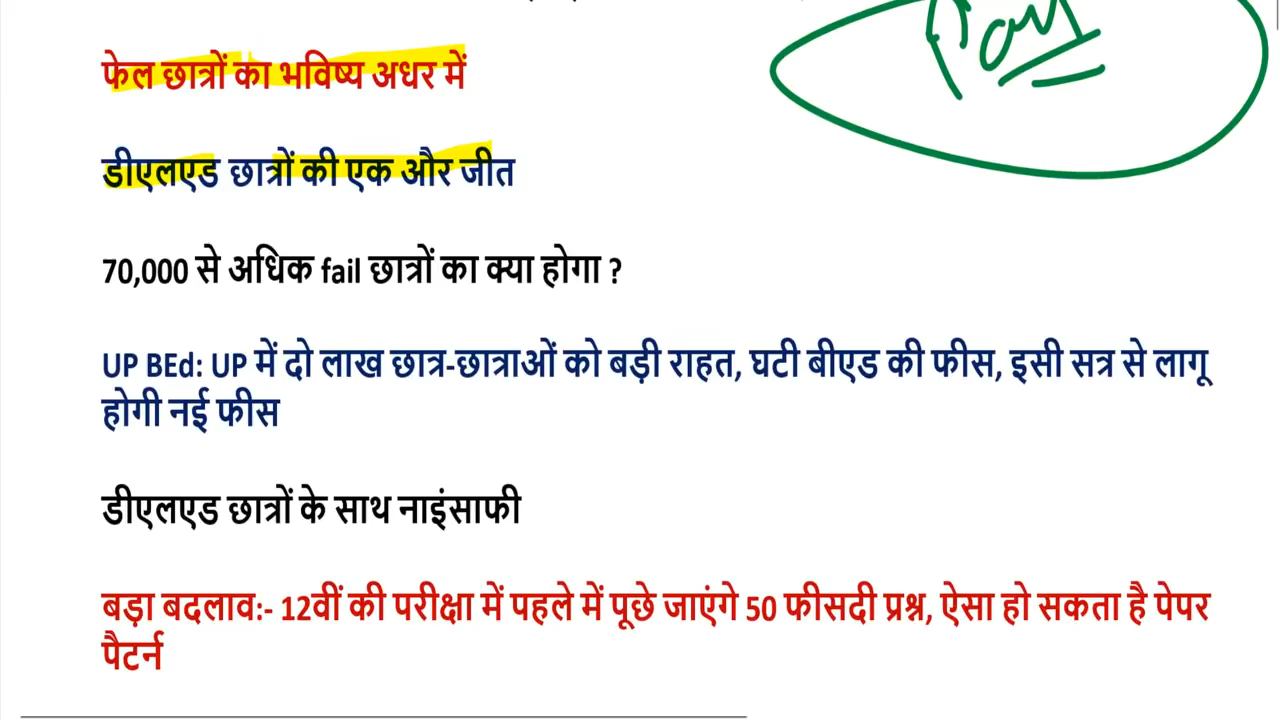 फेल छात्रों का भविष्य अधर में
डीएलएड छात्रों की एक और जीत
70,000 से अधिक fail छात्रों का क्या होगा ?
UP BEd: UP में दो लाख छात्र-छात्राओं को बड़ी राहत, घटी बीएड की फीस, इसी सत्र से लागू
होगी नई फीस
डीएलएड छात्रों के साथ नाइंसाफी
बड़ा बदलाव:- 12वीं की परीक्षा में पहले में पूछे जाएंगे 50 फीसदी प्रश्न, ऐसा हो सकता है पेपर
पैटर्न